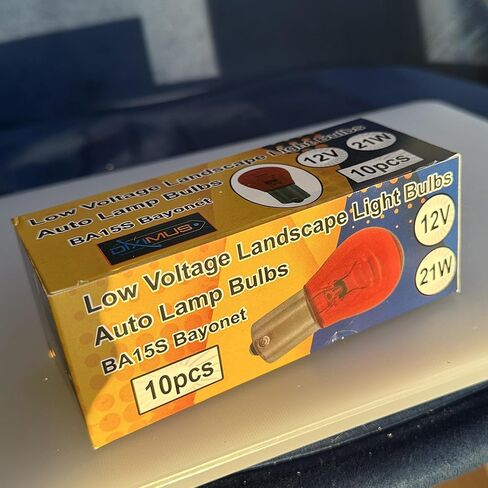 Low Voltage Landscape Light Bulbs
Auto Lamp Bulbs
BA15S Bayonet
12V
21W
10pcs
Low Voltage Landscape Light Bulbs
Auto Lamp Bulbs
BA15S Bayonet
10pcs
12V
21W